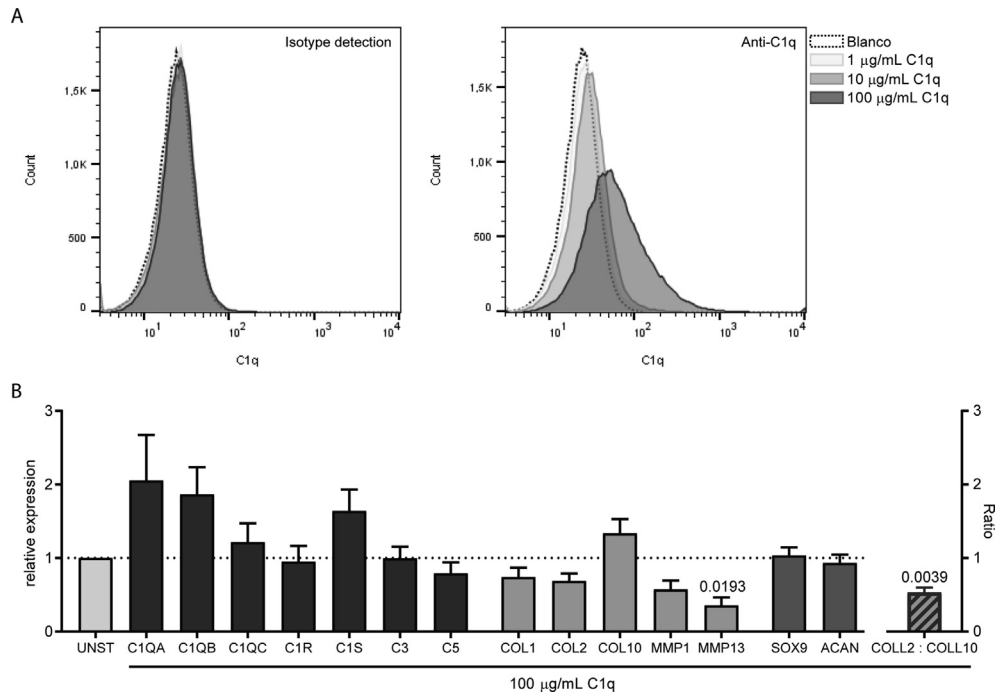 A
Isotype detection
Count
1,5K
1,0K
500
0
10¹ 10² 10³ 10⁴
C1q
Anti-C1q
Count
1,5K
1,0K
500
0
10¹ 10² 10³ 10⁴
C1q
Blanco
1 µg/mL C1q
10 µg/mL C1q
100 µg/mL C1q
B
relative expression
3
2
1
0
0.0193
0.0039
3
2
1
0
Ratio
UNST C1QA C1QB C1QC C1R C1S C3 C5 COL1 COL2 COL10 MMP1 MMP13 SOX9 ACAN COLL2 : COLL10
100 µg/mL C1q